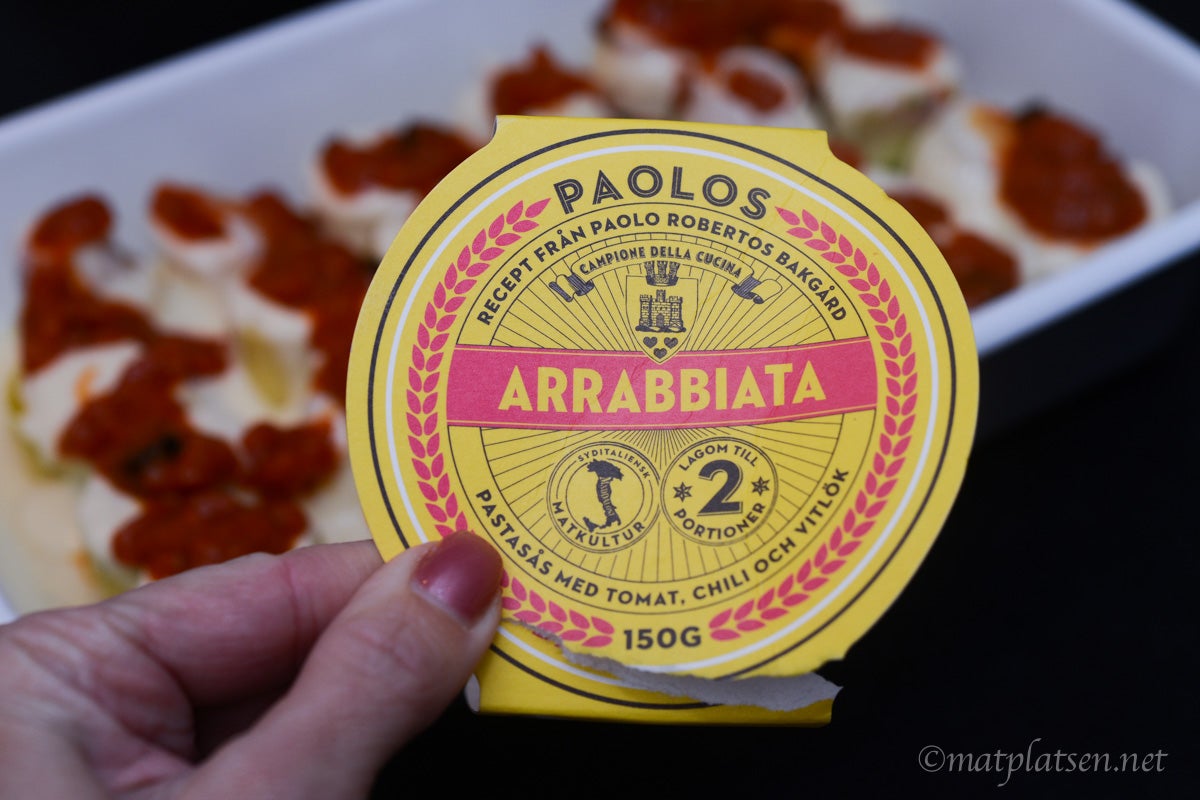 PAOLOS
RECEPT FRÅN PAOLO ROBERTOS BAKGÅRD
CAMPIONE DELLA CUCINA
ARRABBIATA
SYDITALIENSK
MATKULTUR
LAGOM TILL
2
PORTIONER
PASTASÅS MED TOMAT, CHILI OCH VITLÖK
150G
©matplatsen.net